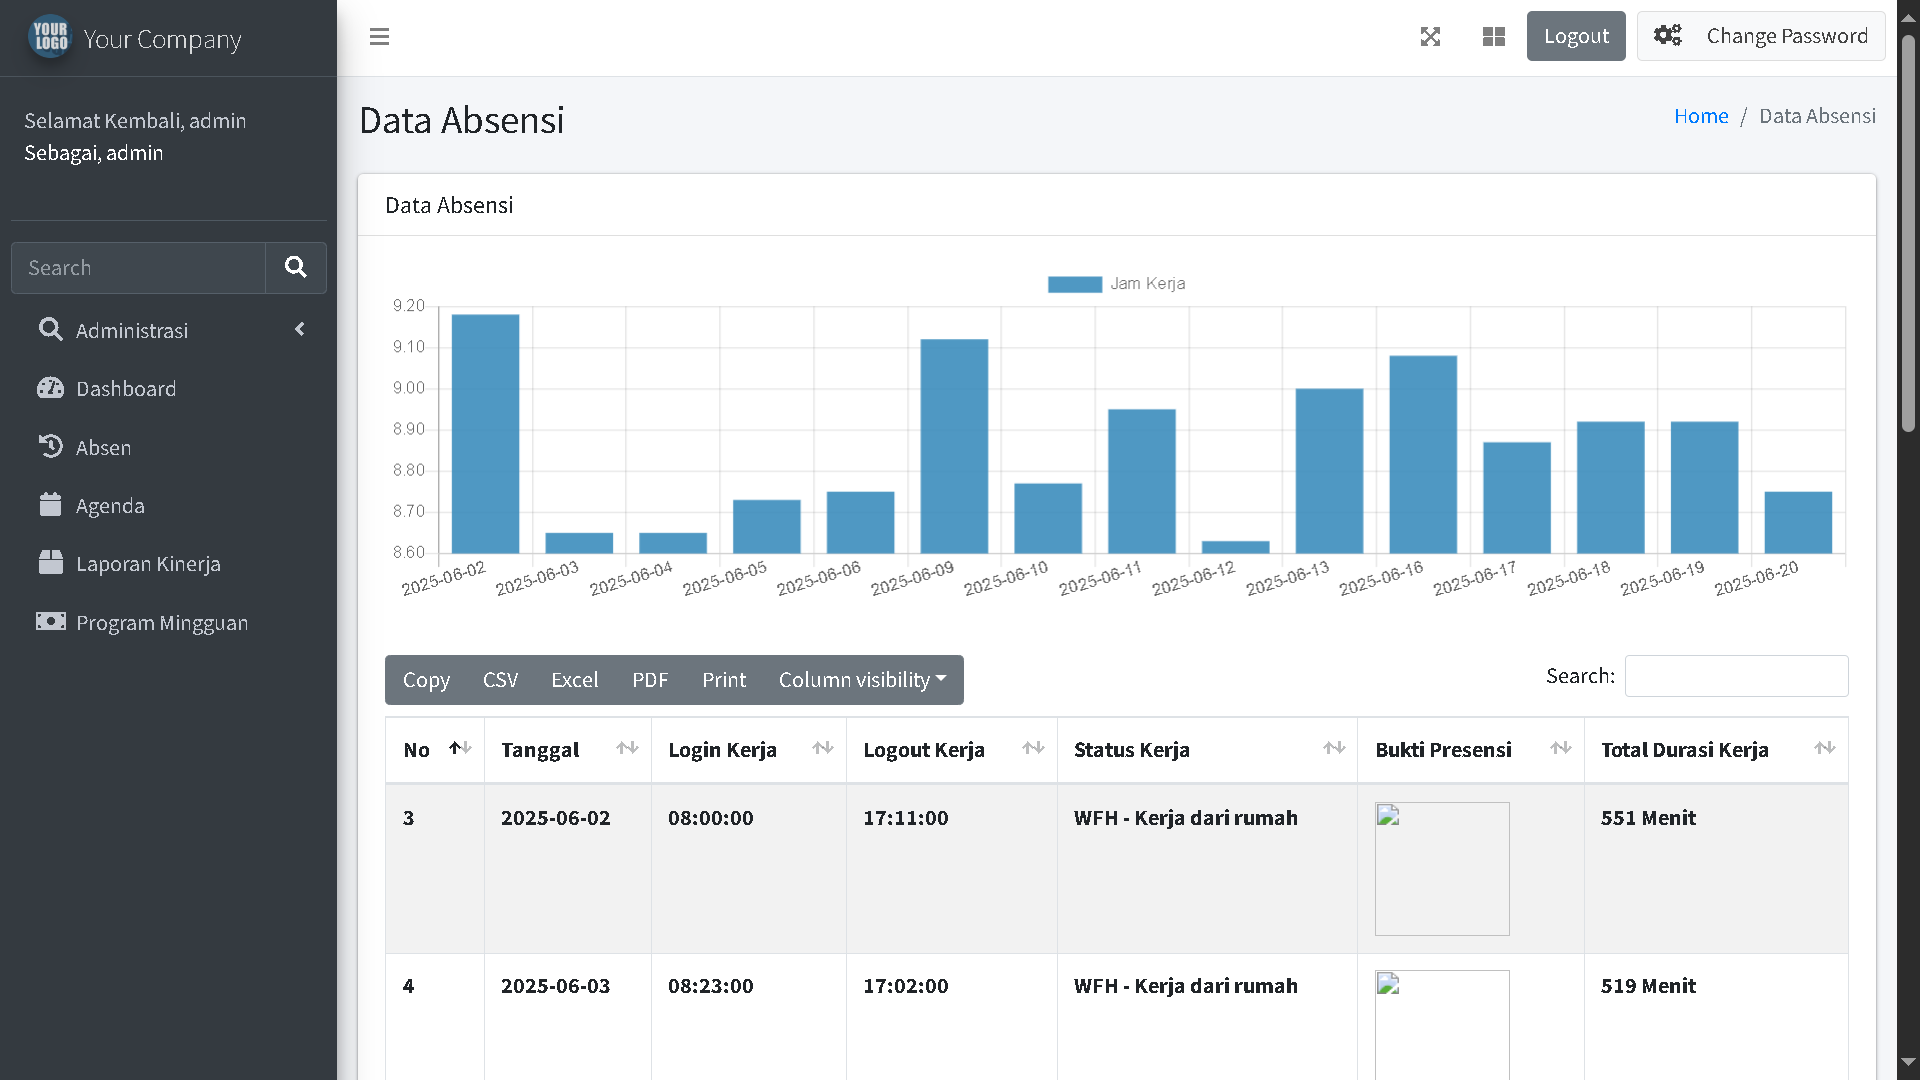 YOUR LOGO
Your Company
Logout
Change Password
Selamat Kembali, admin
Sebagai, admin
Search
Administrasi
Dashboard
Absen
Agenda
Laporan Kinerja
Program Mingguan
Data Absensi
Home / Data Absensi
Data Absensi
Jam Kerja
9.20
9.10
9.00
8.90
8.80
8.70
8.60
2025-06-02 2025-06-03 2025-06-04 2025-06-05 2025-06-06 2025-06-09 2025-06-10 2025-06-11 2025-06-12 2025-06-13 2025-06-16 2025-06-17 2025-06-18 2025-06-19 2025-06-20
Copy CSV Excel PDF Print Column visibility
Search:
No Tanggal Login Kerja Logout Kerja Status Kerja Bukti Presensi Total Durasi Kerja
3 2025-06-02 08:00:00 17:11:00 WFH - Kerja dari rumah 551 Menit
4 2025-06-03 08:23:00 17:02:00 WFH - Kerja dari rumah 519 Menit